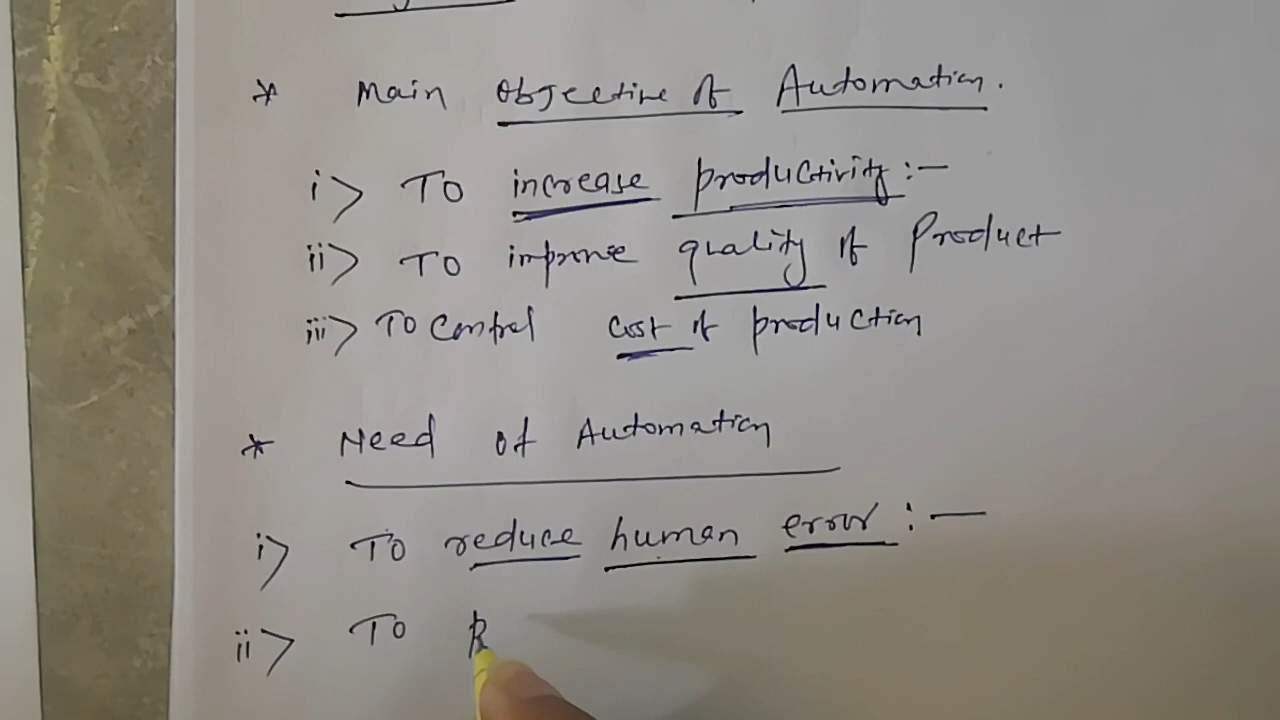 * Main Objective of Automation.
i> To increase productivity :-
ii> To improve quality of Product
iii> To Control Cost of production
* Need of Automation
i> To reduce human error :-
ii> To R